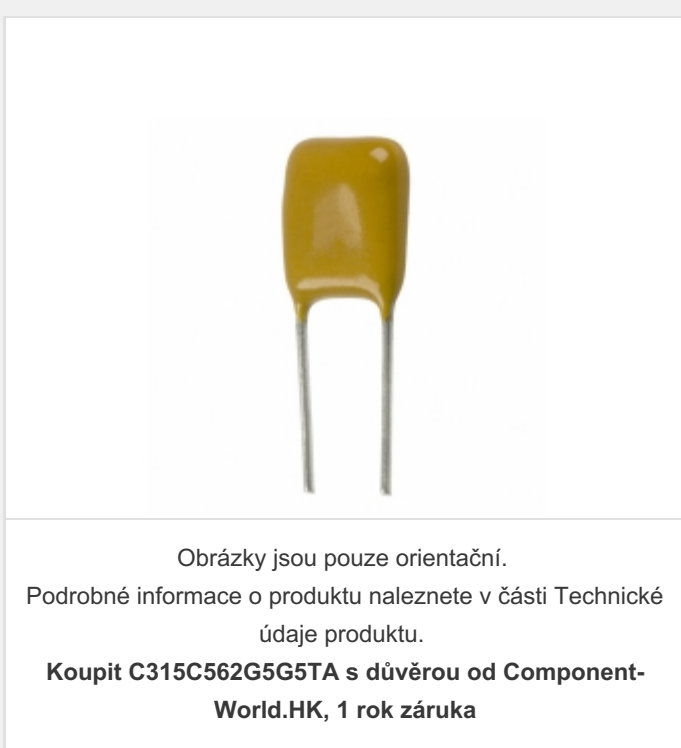 Obrázky jsou pouze orientační.
Podrobné informace o produktu naleznete v části Technické
údaje produktu.
Koupit C315C562G5G5TA s důvěrou od Component-
World.HK, 1 rok záruka